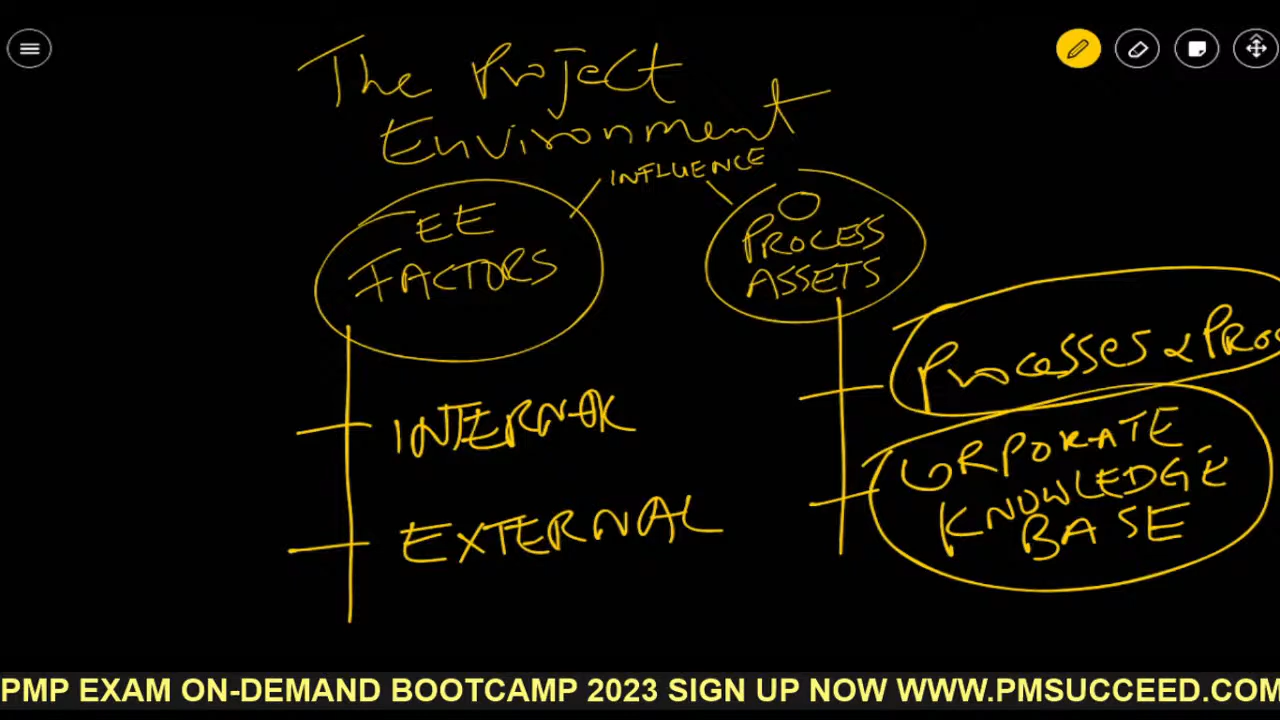 The Project
Environment
INFLUENCE
EE
FACTORS
O
PROCESS
ASSETS
INTERNAL
EXTERNAL
Processes &
CORPORATE
KNOWLEDGE
BASE
PMP EXAM ON-DEMAND BOOTCAMP 2023 SIGN UP NOW WWW.PMSUCCEED.COM